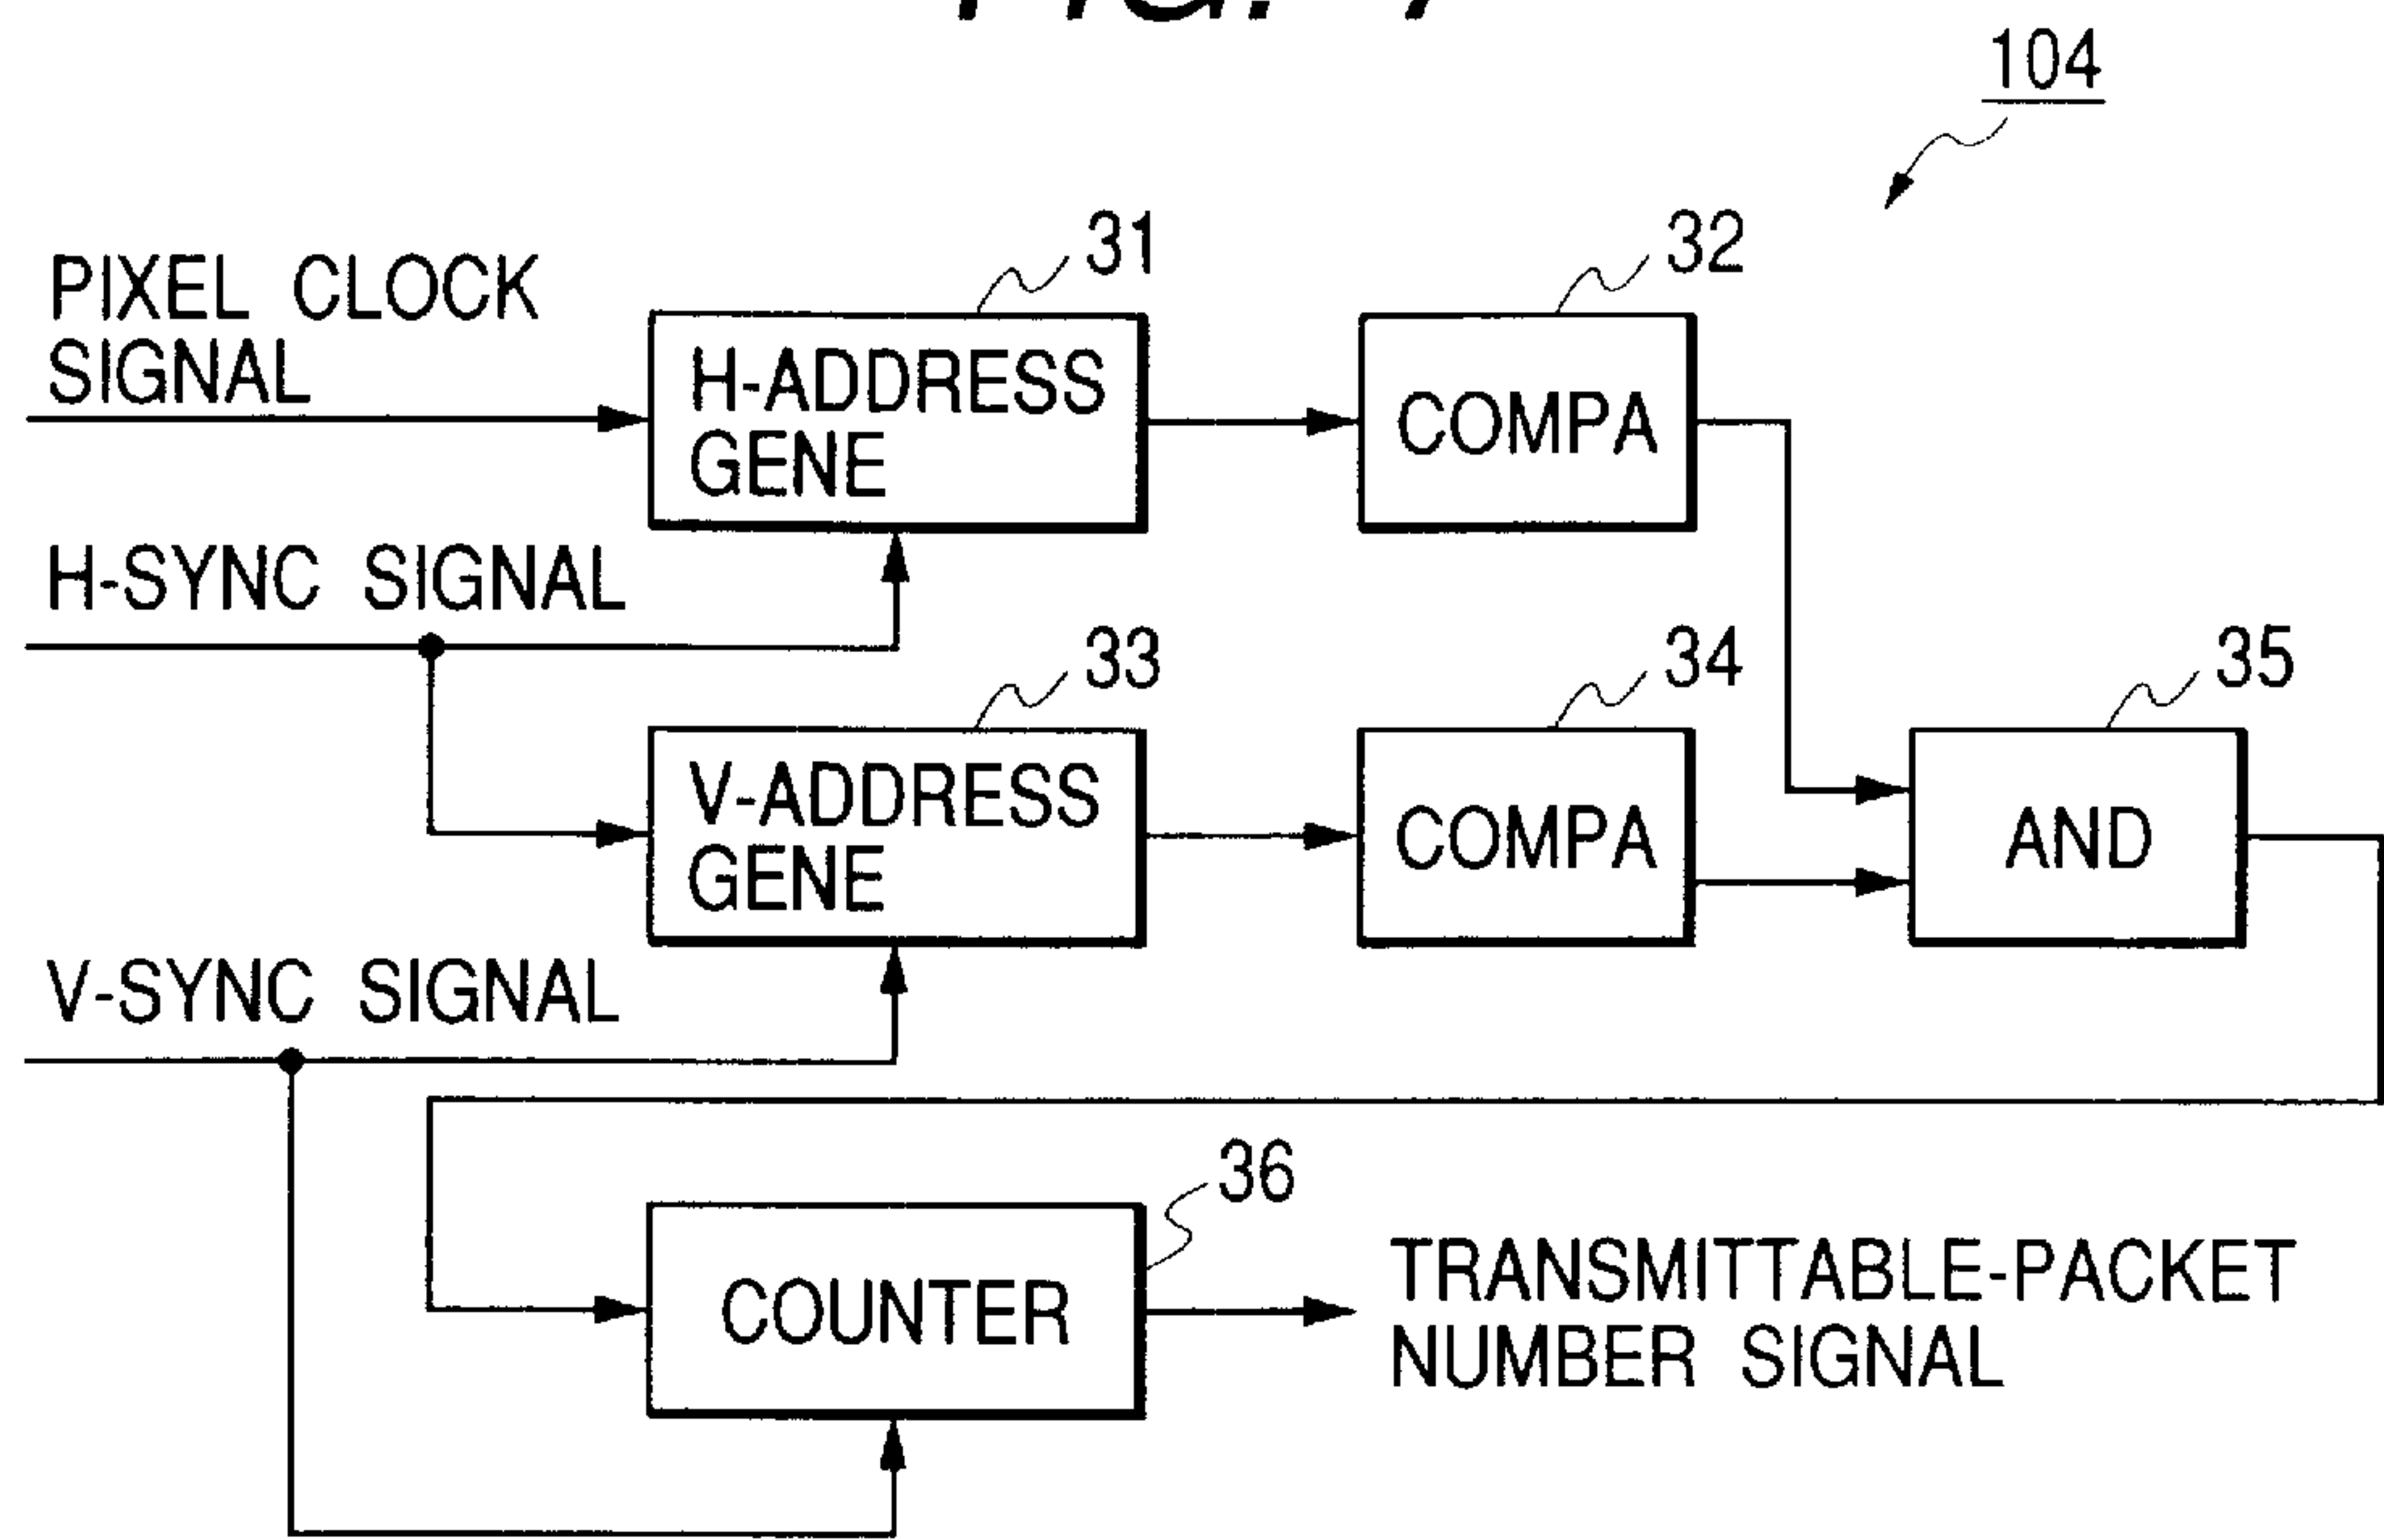 104
31
32
PIXEL CLOCK
SIGNAL
H-ADDRESS
GENE
COMPA
H-SYNC SIGNAL
33
34
35
V-ADDRESS
GENE
COMPA
AND
V-SYNC SIGNAL
36
COUNTER
TRANSMITTABLE-PACKET
NUMBER SIGNAL